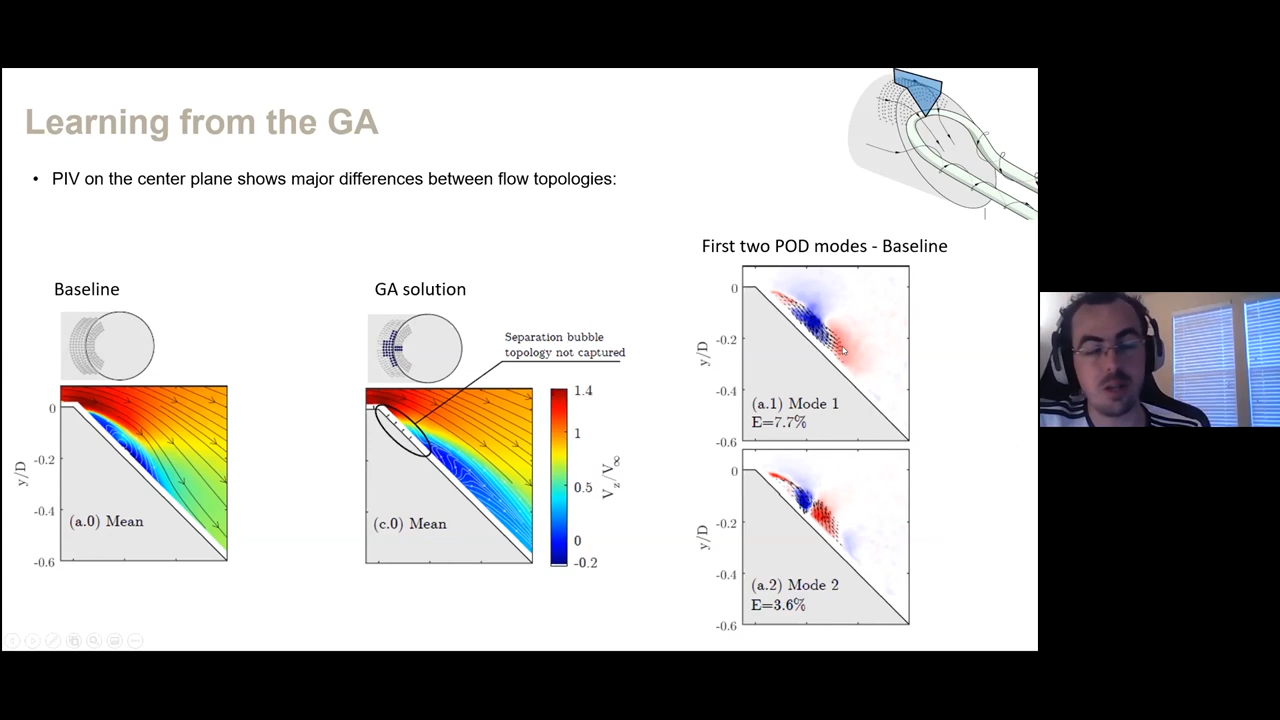 Learning from the GA
• PIV on the center plane shows major differences between flow topologies:
Baseline
GA solution
First two POD modes - Baseline
Separation bubble
topology not captured
0
-0.2
-0.4
-0.6
y/D
(a.0) Mean
(c.0) Mean
1.4
1
0.5
0
-0.2
V_z/V_∞
0
-0.2
-0.4
-0.6
y/D
(a.1) Mode 1
E=7.7%
0
-0.2
-0.4
-0.6
y/D
(a.2) Mode 2
E=3.6%